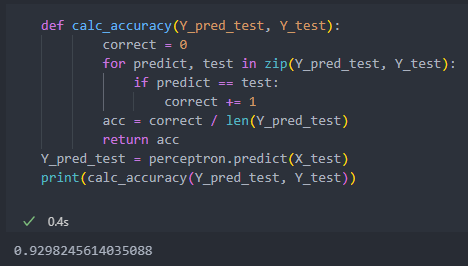 def calc_accuracy(Y_pred_test, Y_test):
        correct = 0
        for predict, test in zip(Y_pred_test, Y_test):
            if predict == test:
                correct += 1
        acc = correct / len(Y_pred_test)
        return acc
Y_pred_test = perceptron.predict(X_test)
print(calc_accuracy(Y_pred_test, Y_test))
0.4s
0.9298245614035088